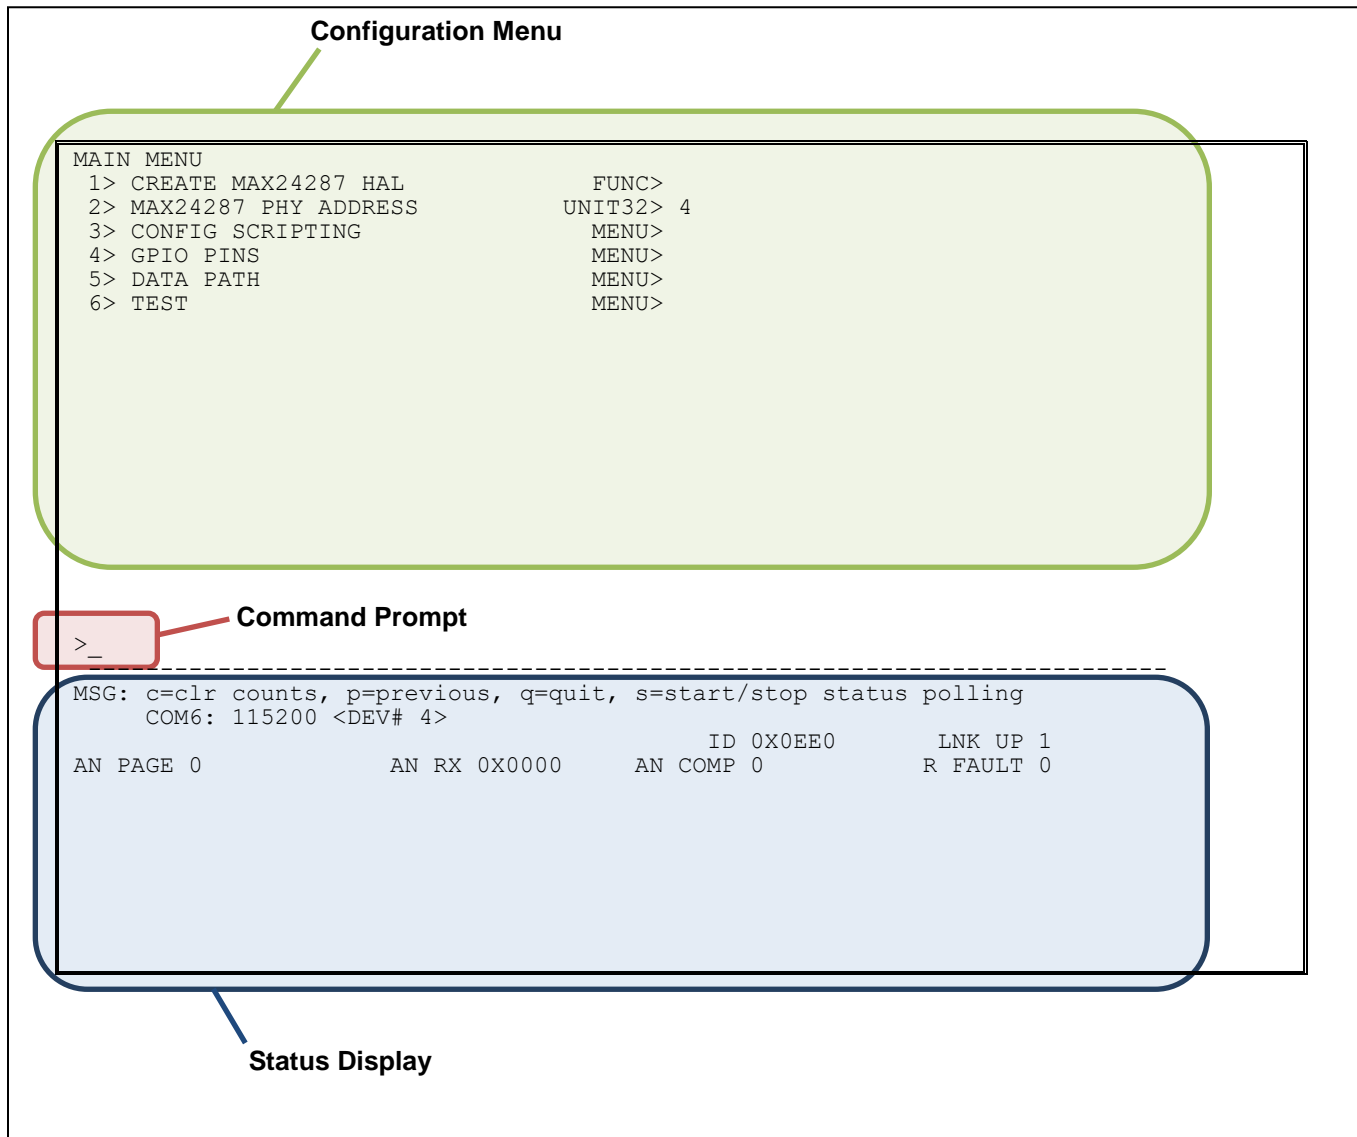 Configuration Menu
MAIN MENU
1> CREATE MAX24287 HAL FUNC>
2> MAX24287 PHY ADDRESS UNIT32> 4
3> CONFIG SCRIPTING MENU>
4> GPIO PINS MENU>
5> DATA PATH MENU>
6> TEST MENU>
Command Prompt
>_
---------------------------------------------------------------------------
MSG: c=clr counts, p=previous, q=quit, s=start/stop status polling
COM6: 115200 <DEV# 4>
ID 0X0EE0 LNK UP 1
AN PAGE 0 AN RX 0X0000 AN COMP 0 R FAULT 0
Status Display